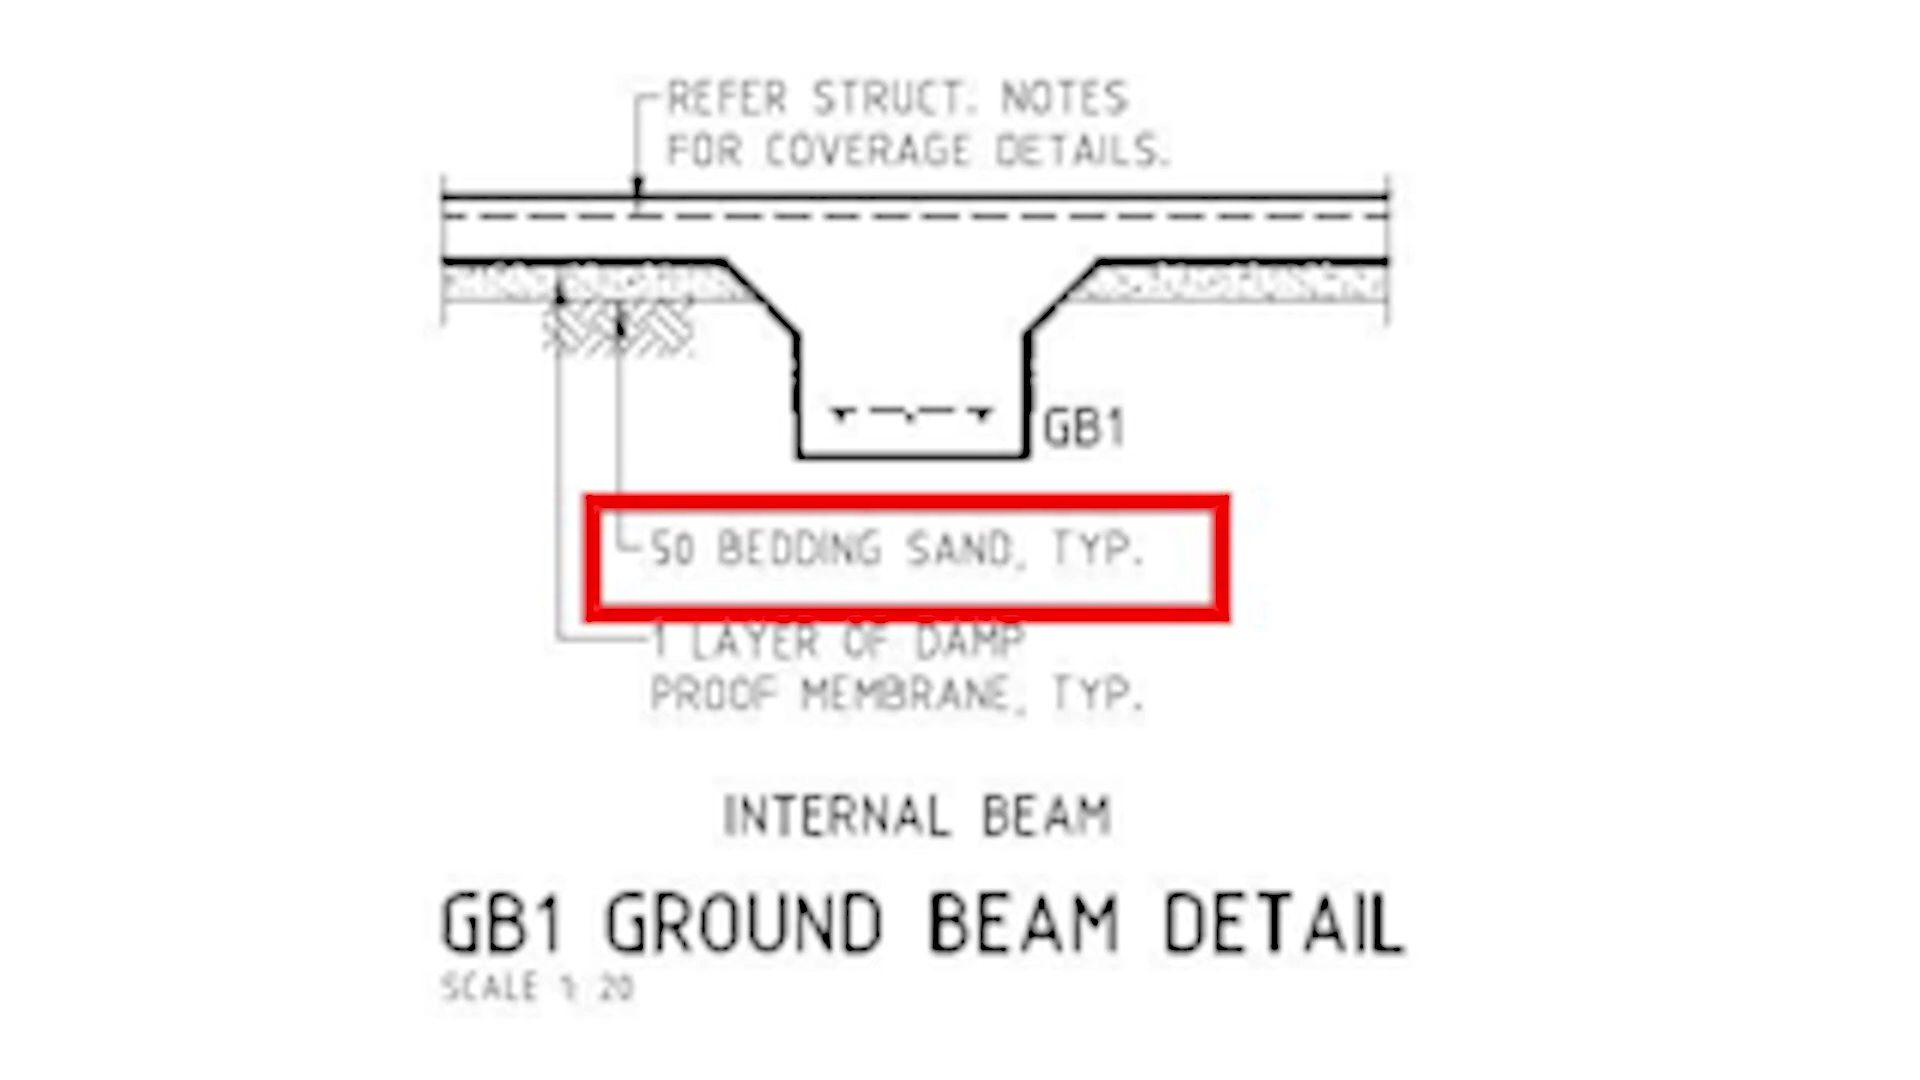 REFER STRUCT. NOTES
FOR COVERAGE DETAILS.
GB1
50 BEDDING SAND, TYP.
1 LAYER OF DAMP
PROOF MEMBRANE, TYP.
INTERNAL BEAM
GB1 GROUND BEAM DETAIL
SCALE 1: 20